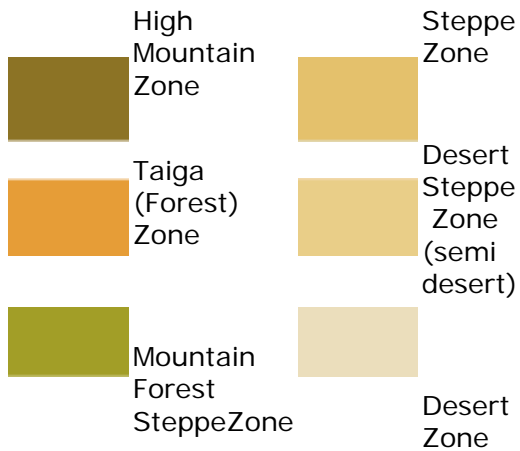 High
Mountain
Zone
Steppe
Zone
Taiga
(Forest)
Zone
Desert
Steppe
Zone
(semi
desert)
Mountain
Forest
SteppeZone
Desert
Zone